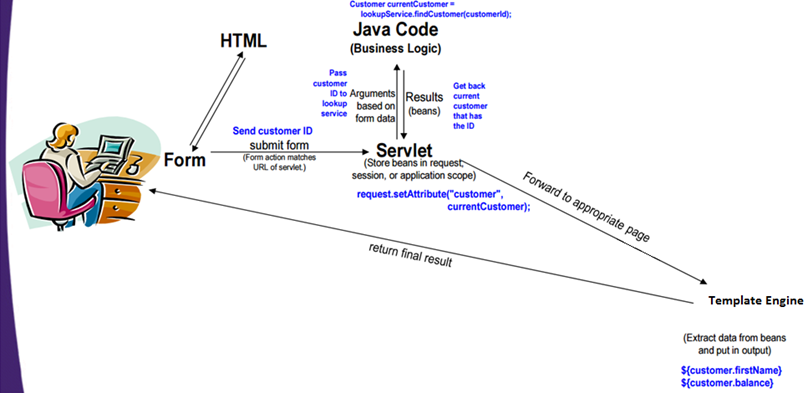 Customer currentCustomer =
lookupService.findCustomer(customerId);
Java Code
(Business Logic)
HTML
Pass
customer
ID to
lookup
service
Arguments
based on
form data
Results
(beans)
Get back
current
customer
that has
the ID
Form
Send customer ID
submit form
(Form action matches
URL of servlet.)
Servlet
(Store beans in request,
session, or application scope)
request.setAttribute("customer",
currentCustomer);
Forward to appropriate page
return final result
Template Engine
(Extract data from beans
and put in output)
${customer.firstName}
${customer.balance}